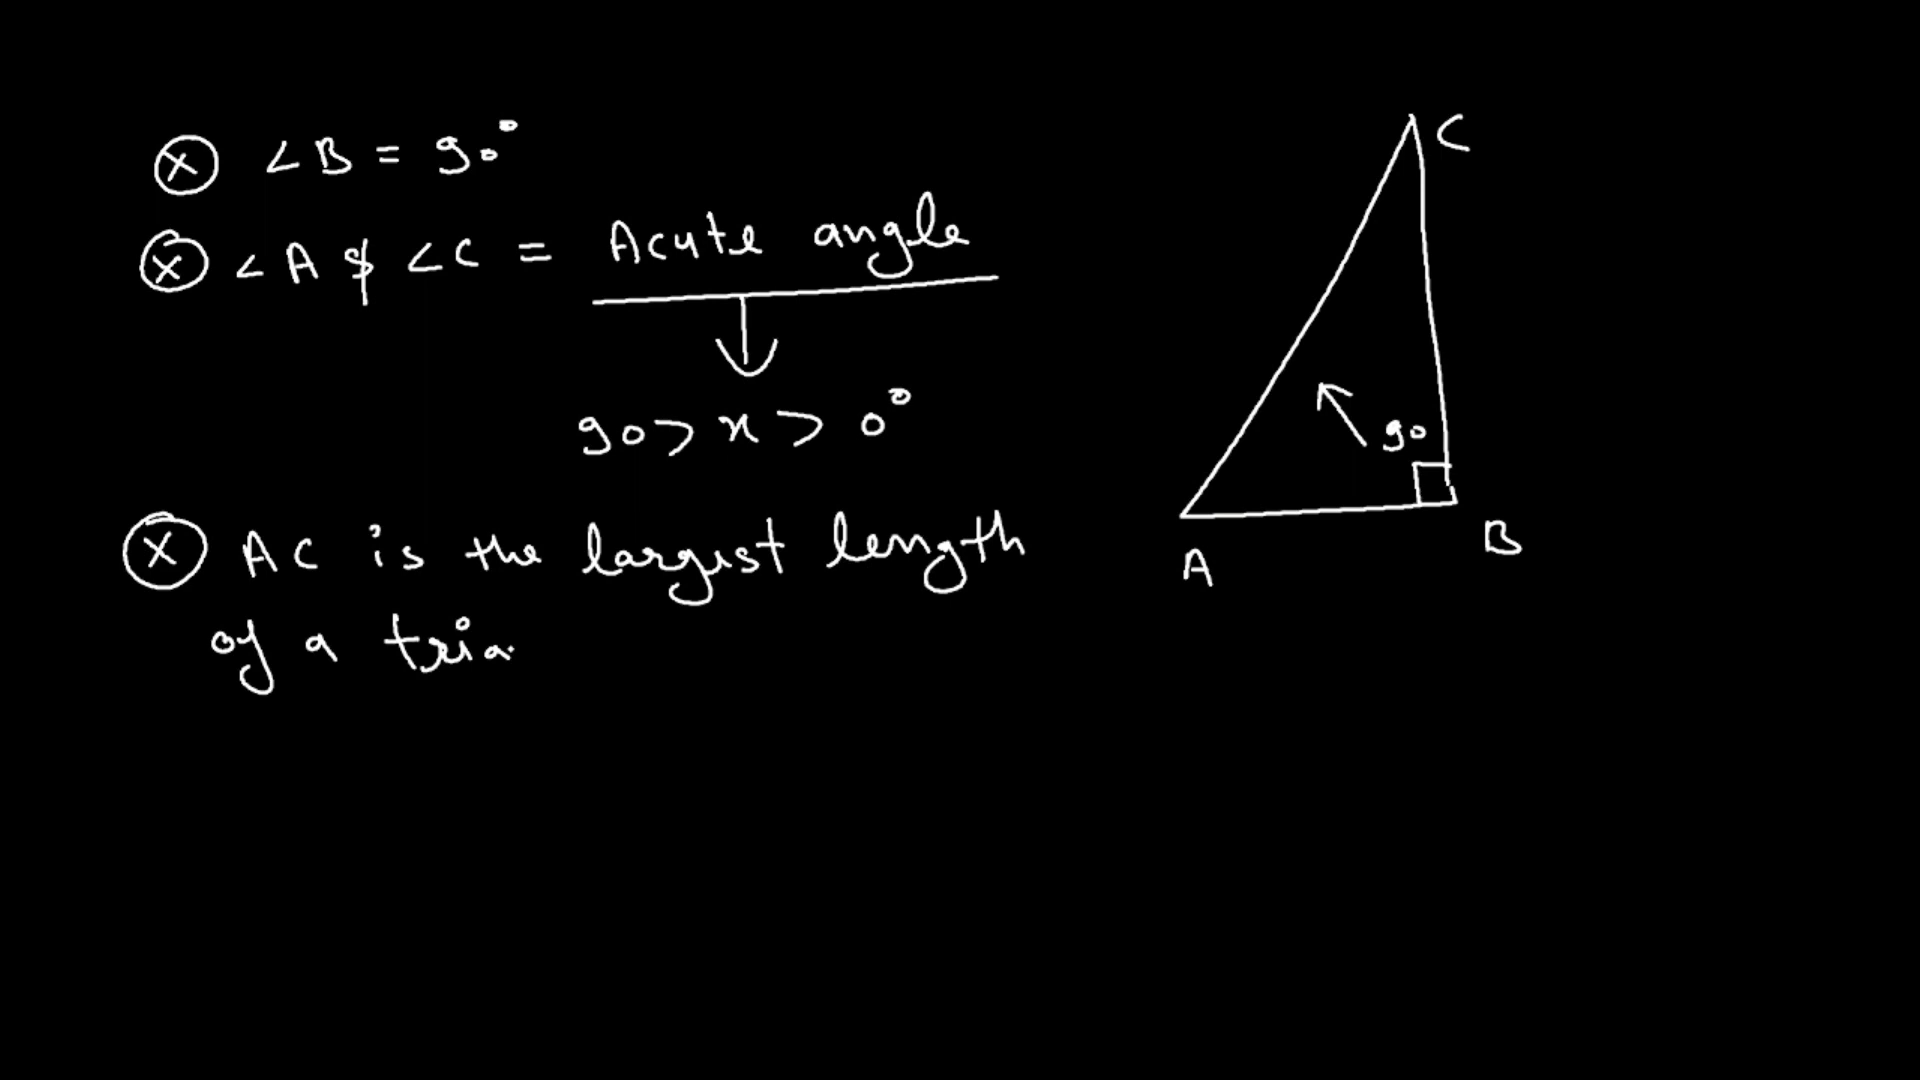 ⓧ ∠B = 90°
ⓧ ∠A & ∠C = Acute angle
90 > x > 0°
ⓧ AC is the largest length
of a tria
C
90
B
A